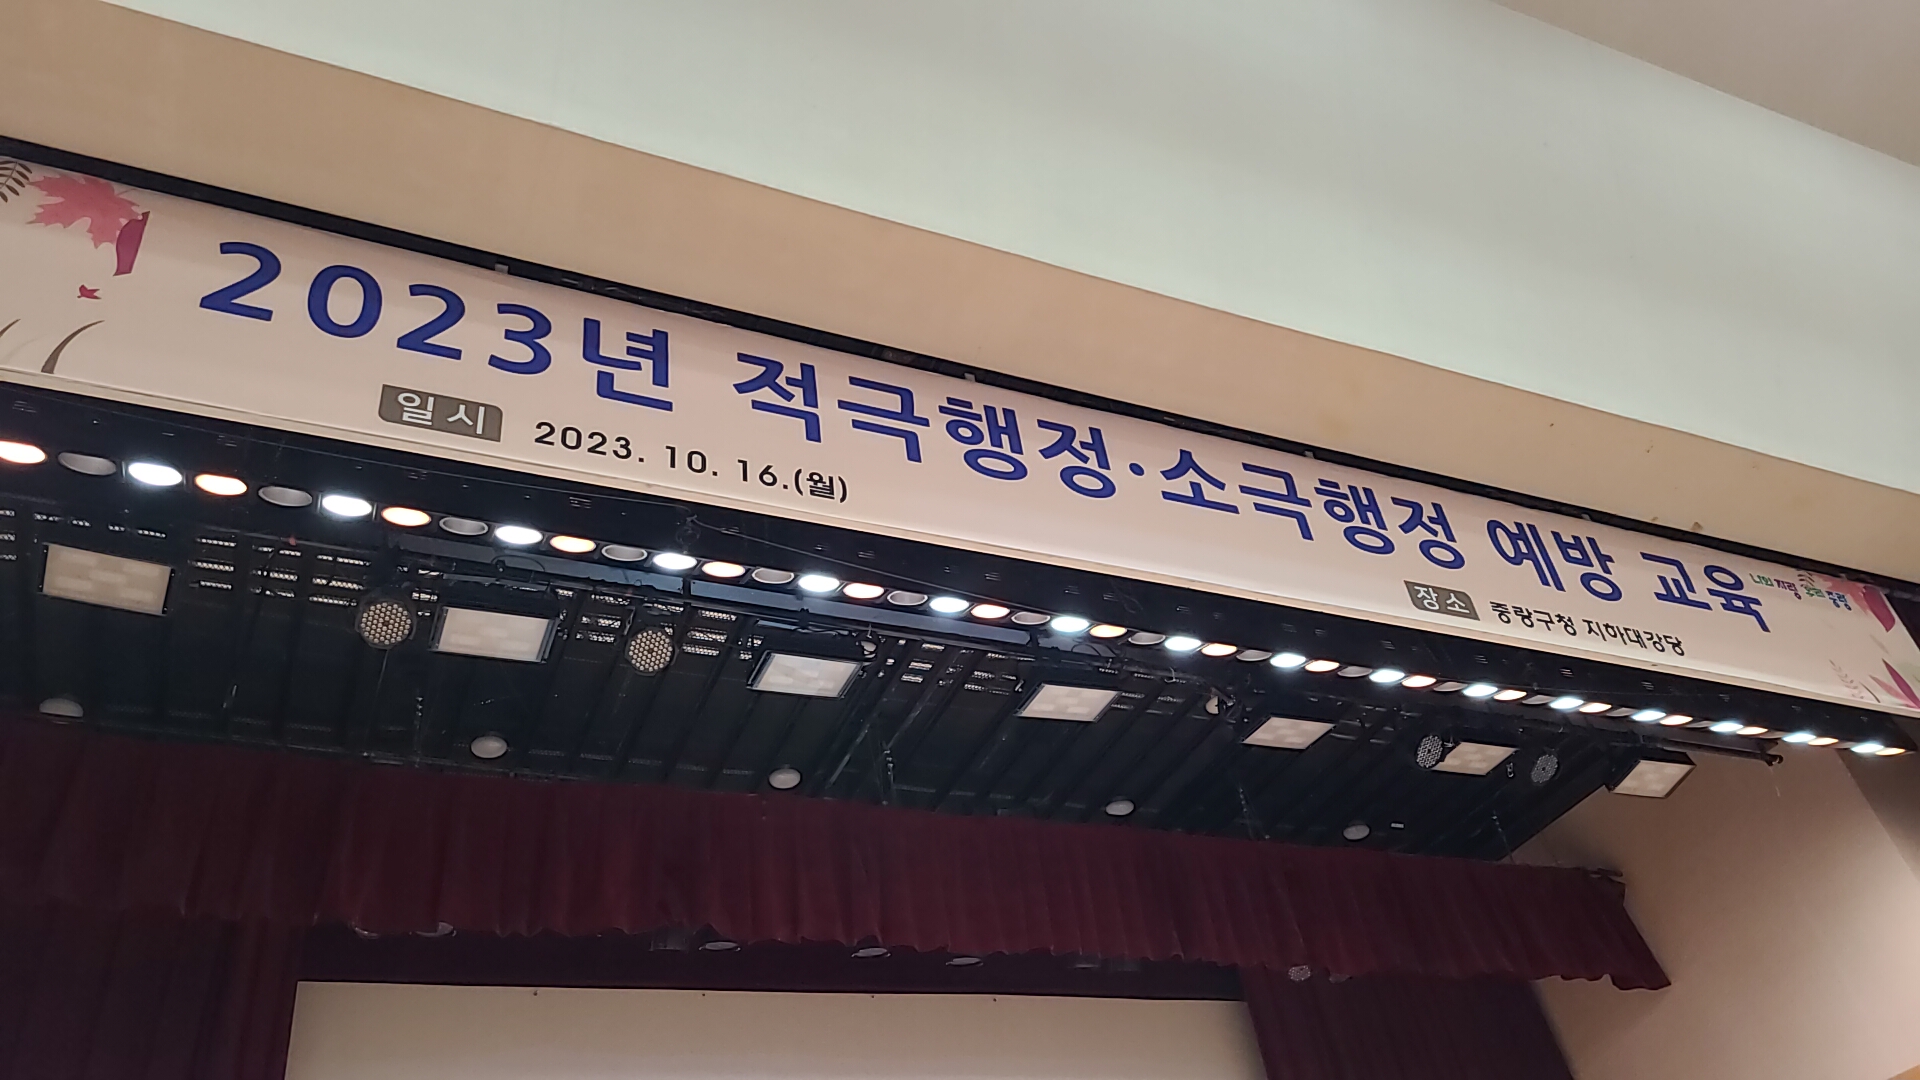 2023년 적극행정·소극행정 예방 교육
일시 2023. 10. 16.(월)
장소 중랑구청 지하대강당